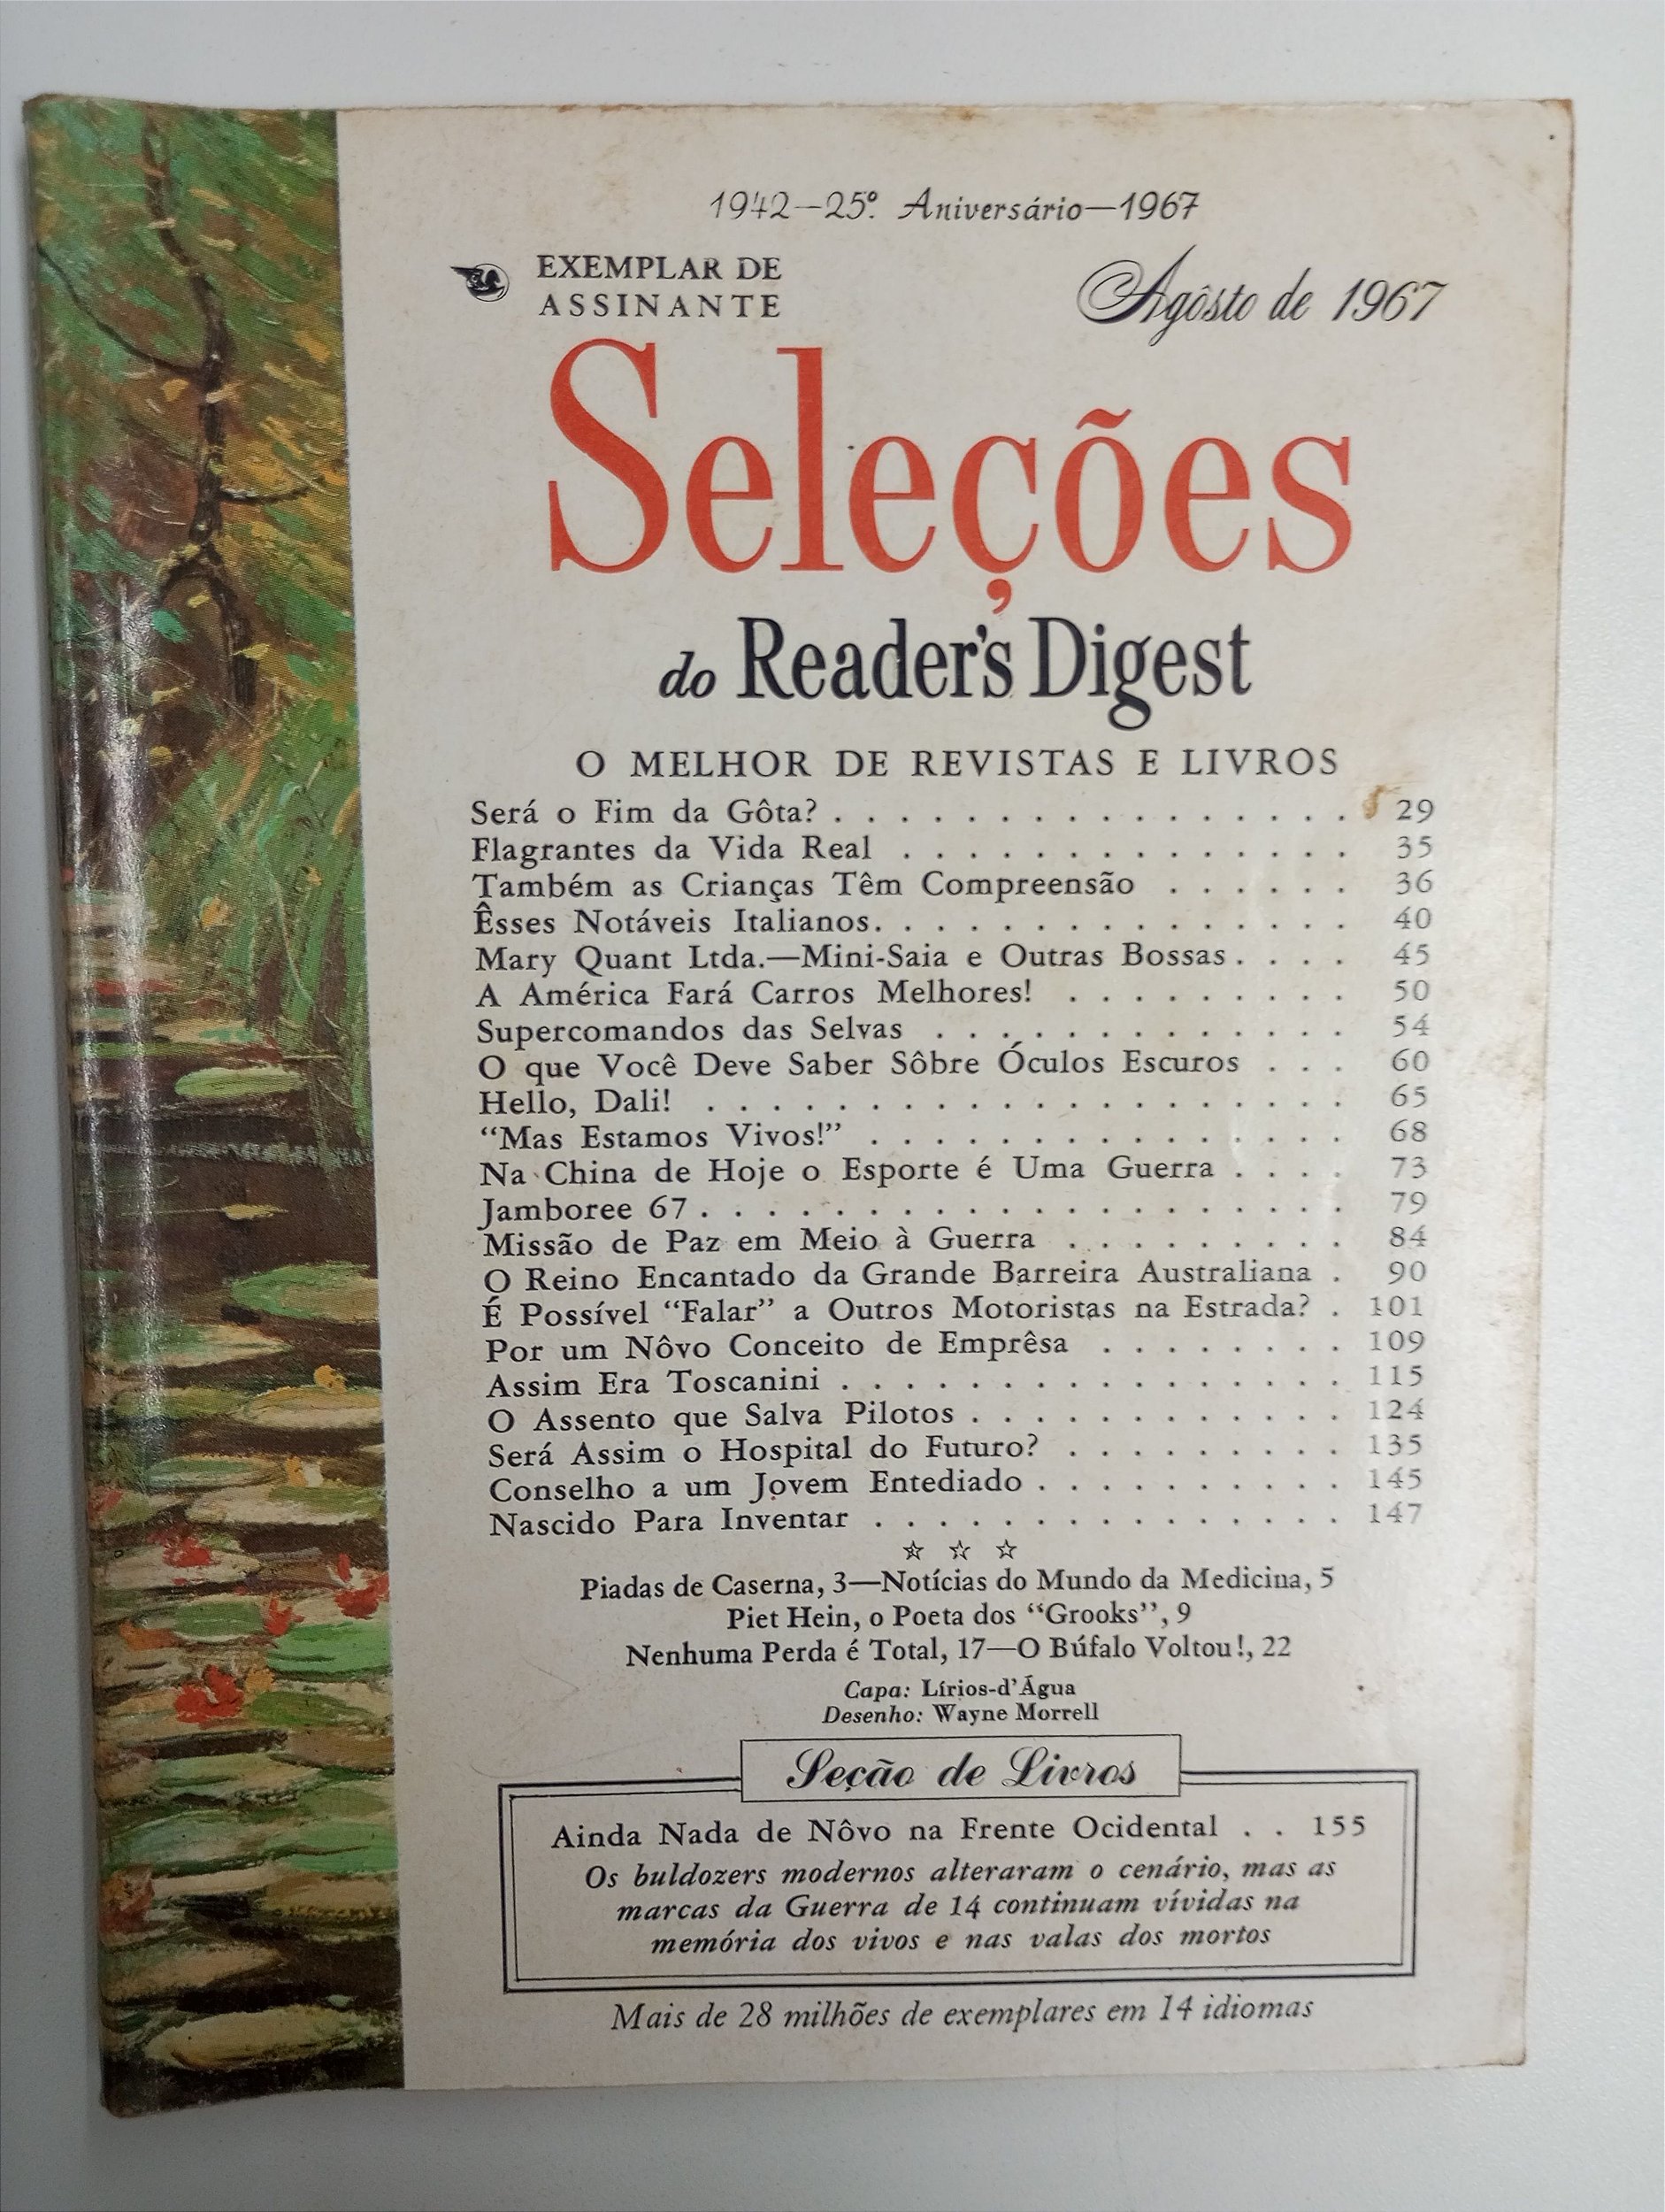 1942—25º. Aniversário—1967
EXEMPLAR DE
ASSINANTE
Agôsto de 1967
Seleções
do Reader's Digest
O MELHOR DE REVISTAS E LIVROS
Será o Fim da Gôta? . . . . . . . . . . . . . . . . 29
Flagrantes da Vida Real . . . . . . . . . . . . . . 35
Também as Crianças Têm Compreensão . . . . . . 36
Êsses Notáveis Italianos. . . . . . . . . . . . . . . 40
Mary Quant Ltda.—Mini-Saia e Outras Bossas . . . . 45
A América Fará Carros Melhores! . . . . . . . . . 50
Supercomandos das Selvas . . . . . . . . . . . . . 54
O que Você Deve Saber Sôbre Óculos Escuros . . . 60
Hello, Dali! . . . . . . . . . . . . . . . . . . . . 65
“Mas Estamos Vivos!” . . . . . . . . . . . . . . . 68
Na China de Hoje o Esporte é Uma Guerra . . . . 73
Jamboree 67 . . . . . . . . . . . . . . . . . . . . 79
Missão de Paz em Meio à Guerra . . . . . . . . . 84
O Reino Encantado da Grande Barreira Australiana . 90
É Possível “Falar” a Outros Motoristas na Estrada? . 101
Por um Nôvo Conceito de Emprêsa . . . . . . . . 109
Assim Era Toscanini . . . . . . . . . . . . . . . . 115
O Assento que Salva Pilotos . . . . . . . . . . . . 124
Será Assim o Hospital do Futuro? . . . . . . . . . 135
Conselho a um Jovem Entediado . . . . . . . . . . 145
Nascido Para Inventar . . . . . . . . . . . . . . . 147
☆ ☆ ☆
Piadas de Caserna, 3—Notícias do Mundo da Medicina, 5
Piet Hein, o Poeta dos “Grooks”, 9
Nenhuma Perda é Total, 17—O Búfalo Voltou!, 22
Capa: Lírios-d'Água
Desenho: Wayne Morrell
Seção de Livros
Ainda Nada de Nôvo na Frente Ocidental . . 155
Os buldozers modernos alteraram o cenário, mas as
marcas da Guerra de 14 continuam vívidas na
memória dos vivos e nas valas dos mortos
Mais de 28 milhões de exemplares em 14 idiomas